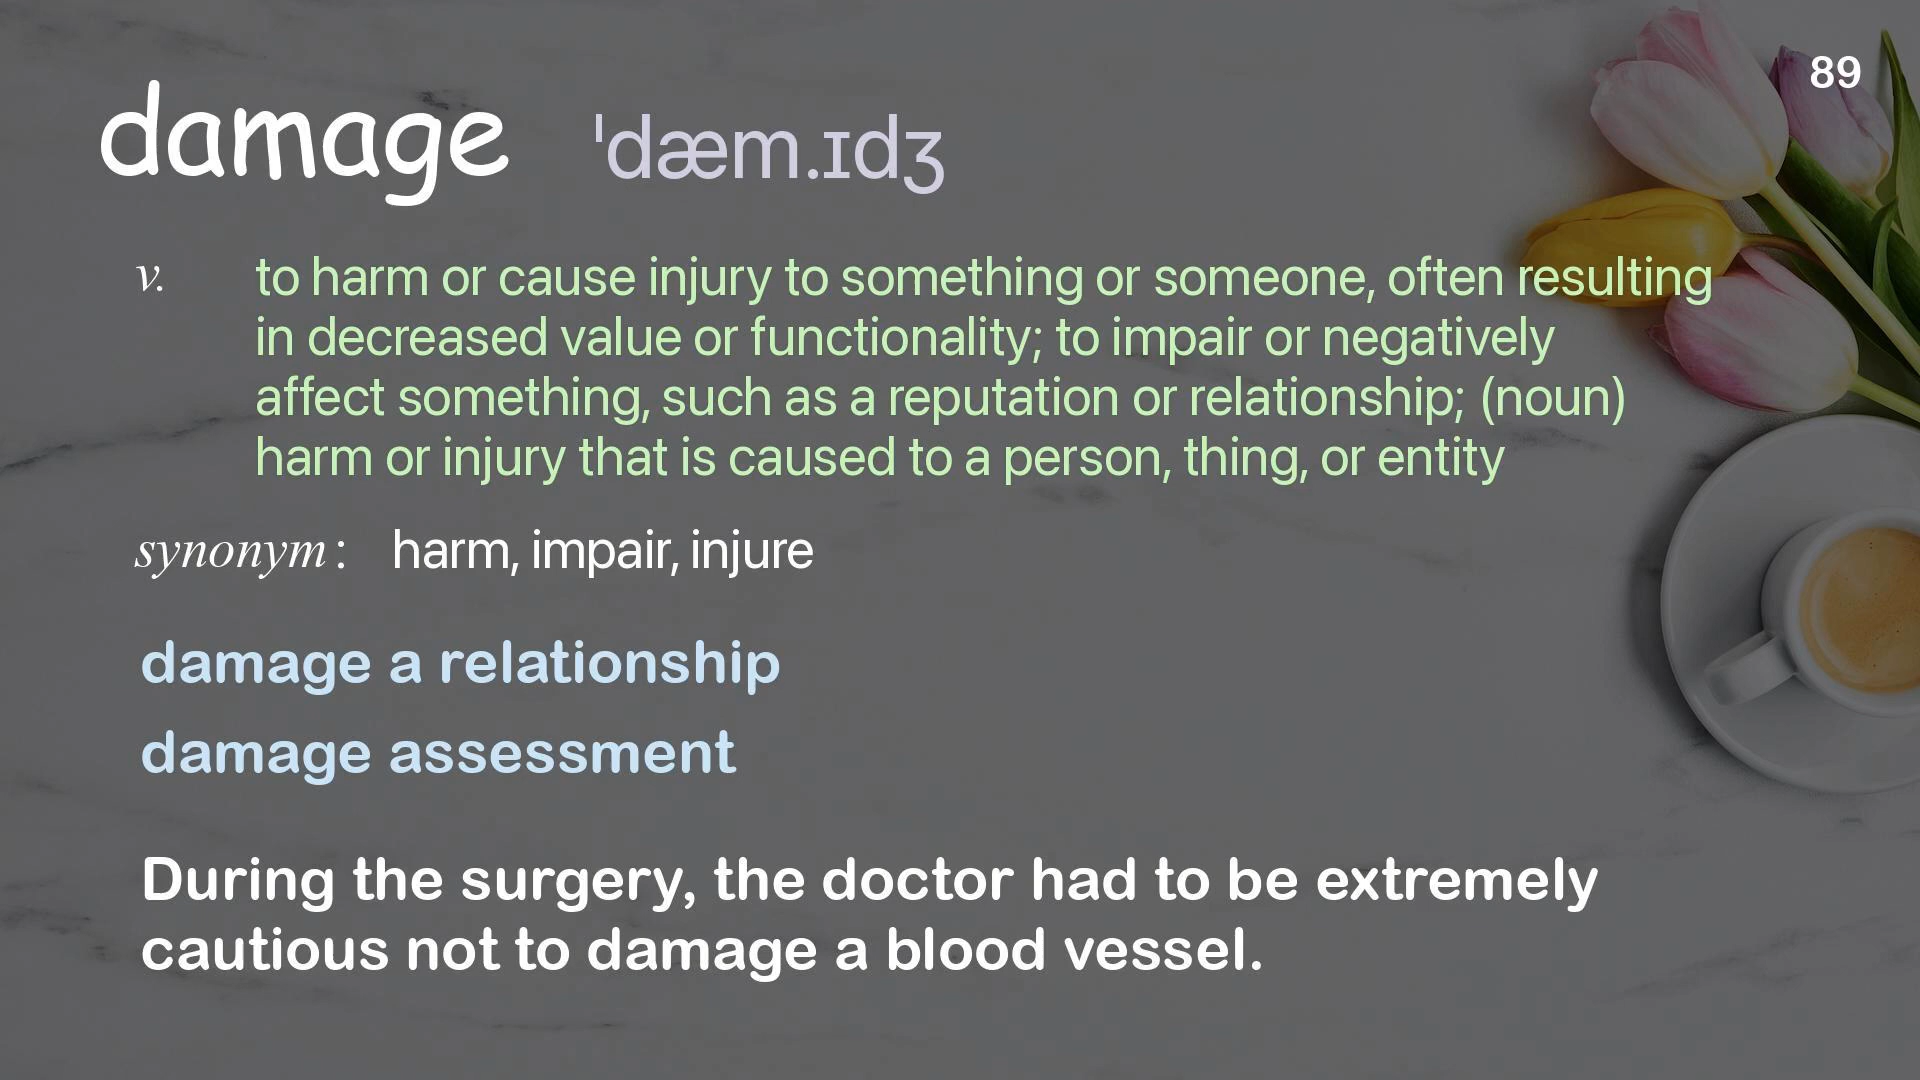 89
damage ˈdæm.ɪdʒ
v. to harm or cause injury to something or someone, often resulting
in decreased value or functionality; to impair or negatively
affect something, such as a reputation or relationship; (noun)
harm or injury that is caused to a person, thing, or entity
synonym: harm, impair, injure
damage a relationship
damage assessment
During the surgery, the doctor had to be extremely
cautious not to damage a blood vessel.